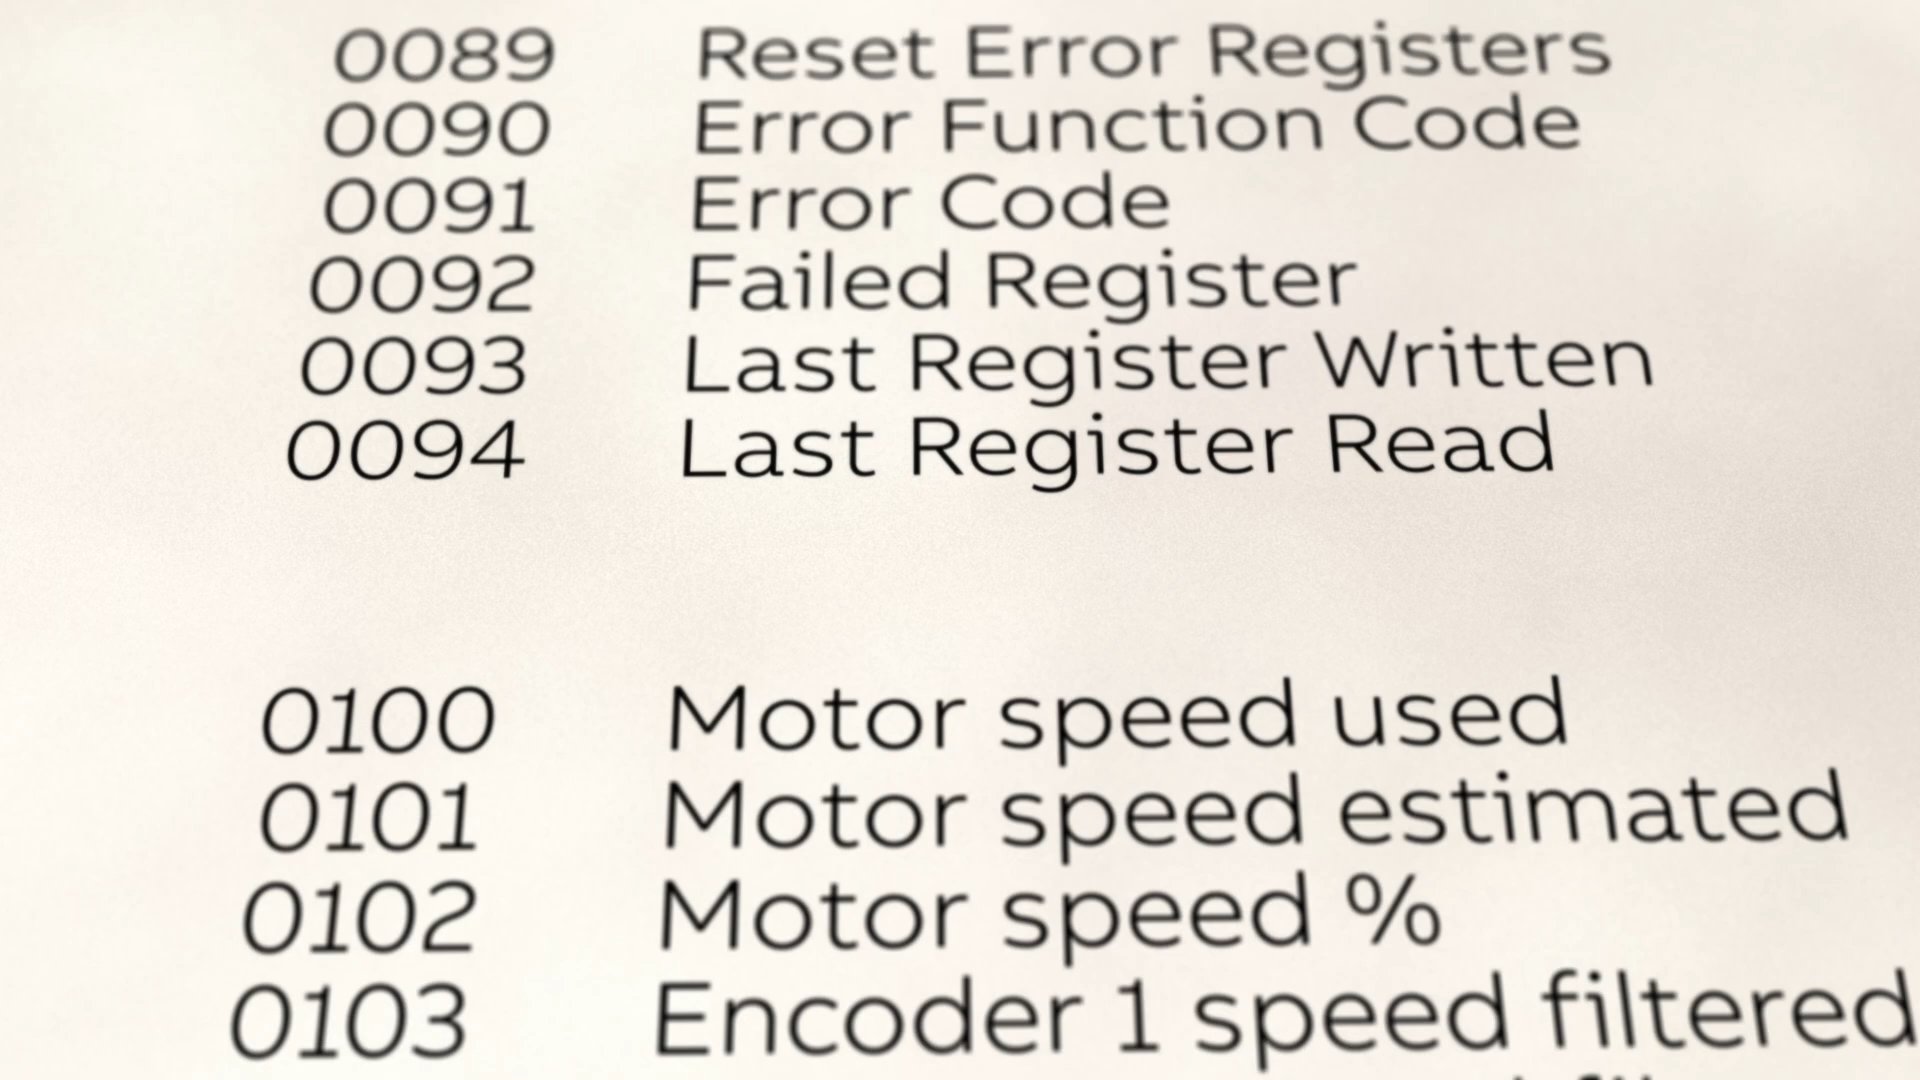 0089 Reset Error Registers
0090 Error Function Code
0091 Error Code
0092 Failed Register
0093 Last Register Written
0094 Last Register Read
0100 Motor speed used
0101 Motor speed estimated
0102 Motor speed %
0103 Encoder 1 speed filtered